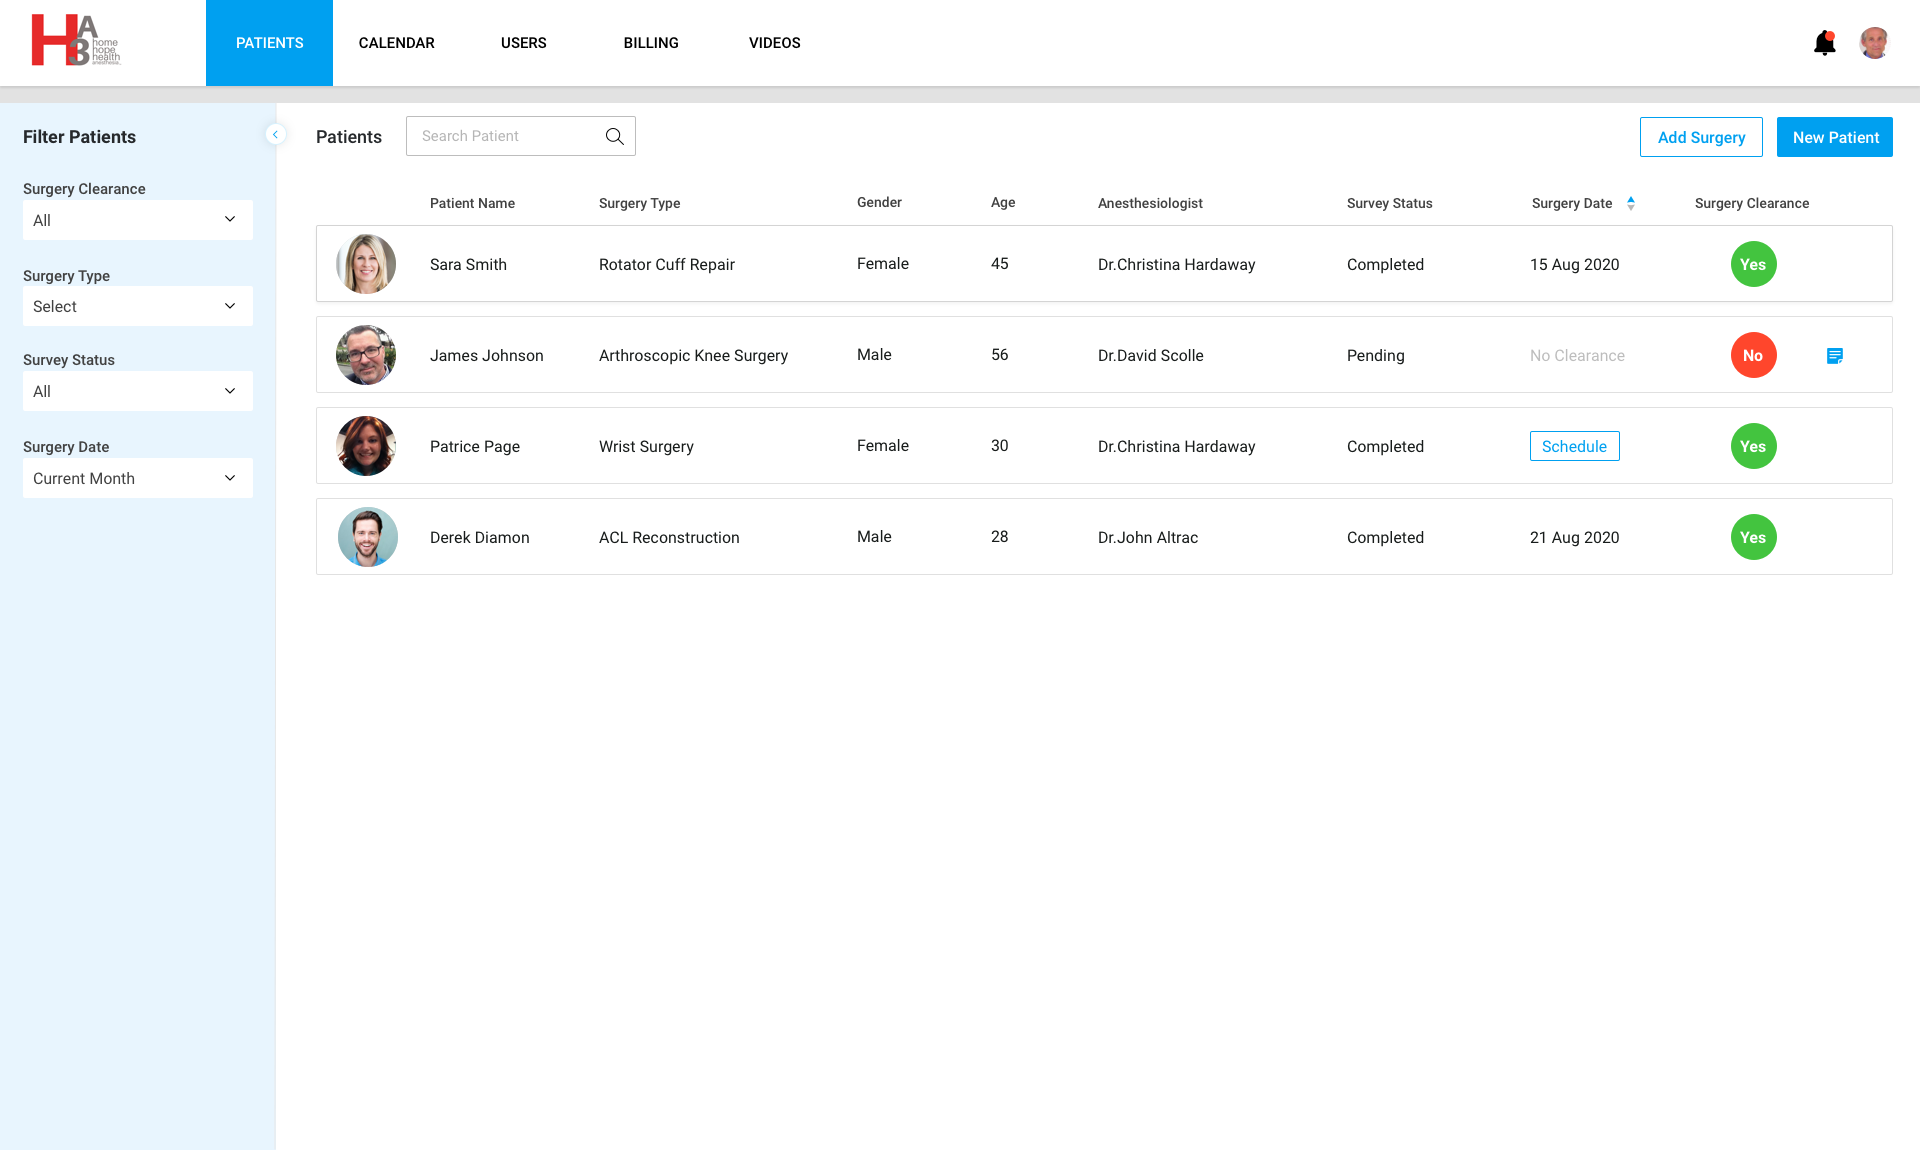 HA3 home hope health anesthesia
PATIENTS CALENDAR USERS BILLING VIDEOS
Filter Patients
Surgery Clearance
All
Surgery Type
Select
Survey Status
All
Surgery Date
Current Month
Patients Search Patient Add Surgery New Patient
Patient Name Surgery Type Gender Age Anesthesiologist Survey Status Surgery Date Surgery Clearance
Sara Smith Rotator Cuff Repair Female 45 Dr.Christina Hardaway Completed 15 Aug 2020 Yes
James Johnson Arthroscopic Knee Surgery Male 56 Dr.David Scolle Pending No Clearance No
Patrice Page Wrist Surgery Female 30 Dr.Christina Hardaway Completed Schedule Yes
Derek Diamon ACL Reconstruction Male 28 Dr.John Altrac Completed 21 Aug 2020 Yes